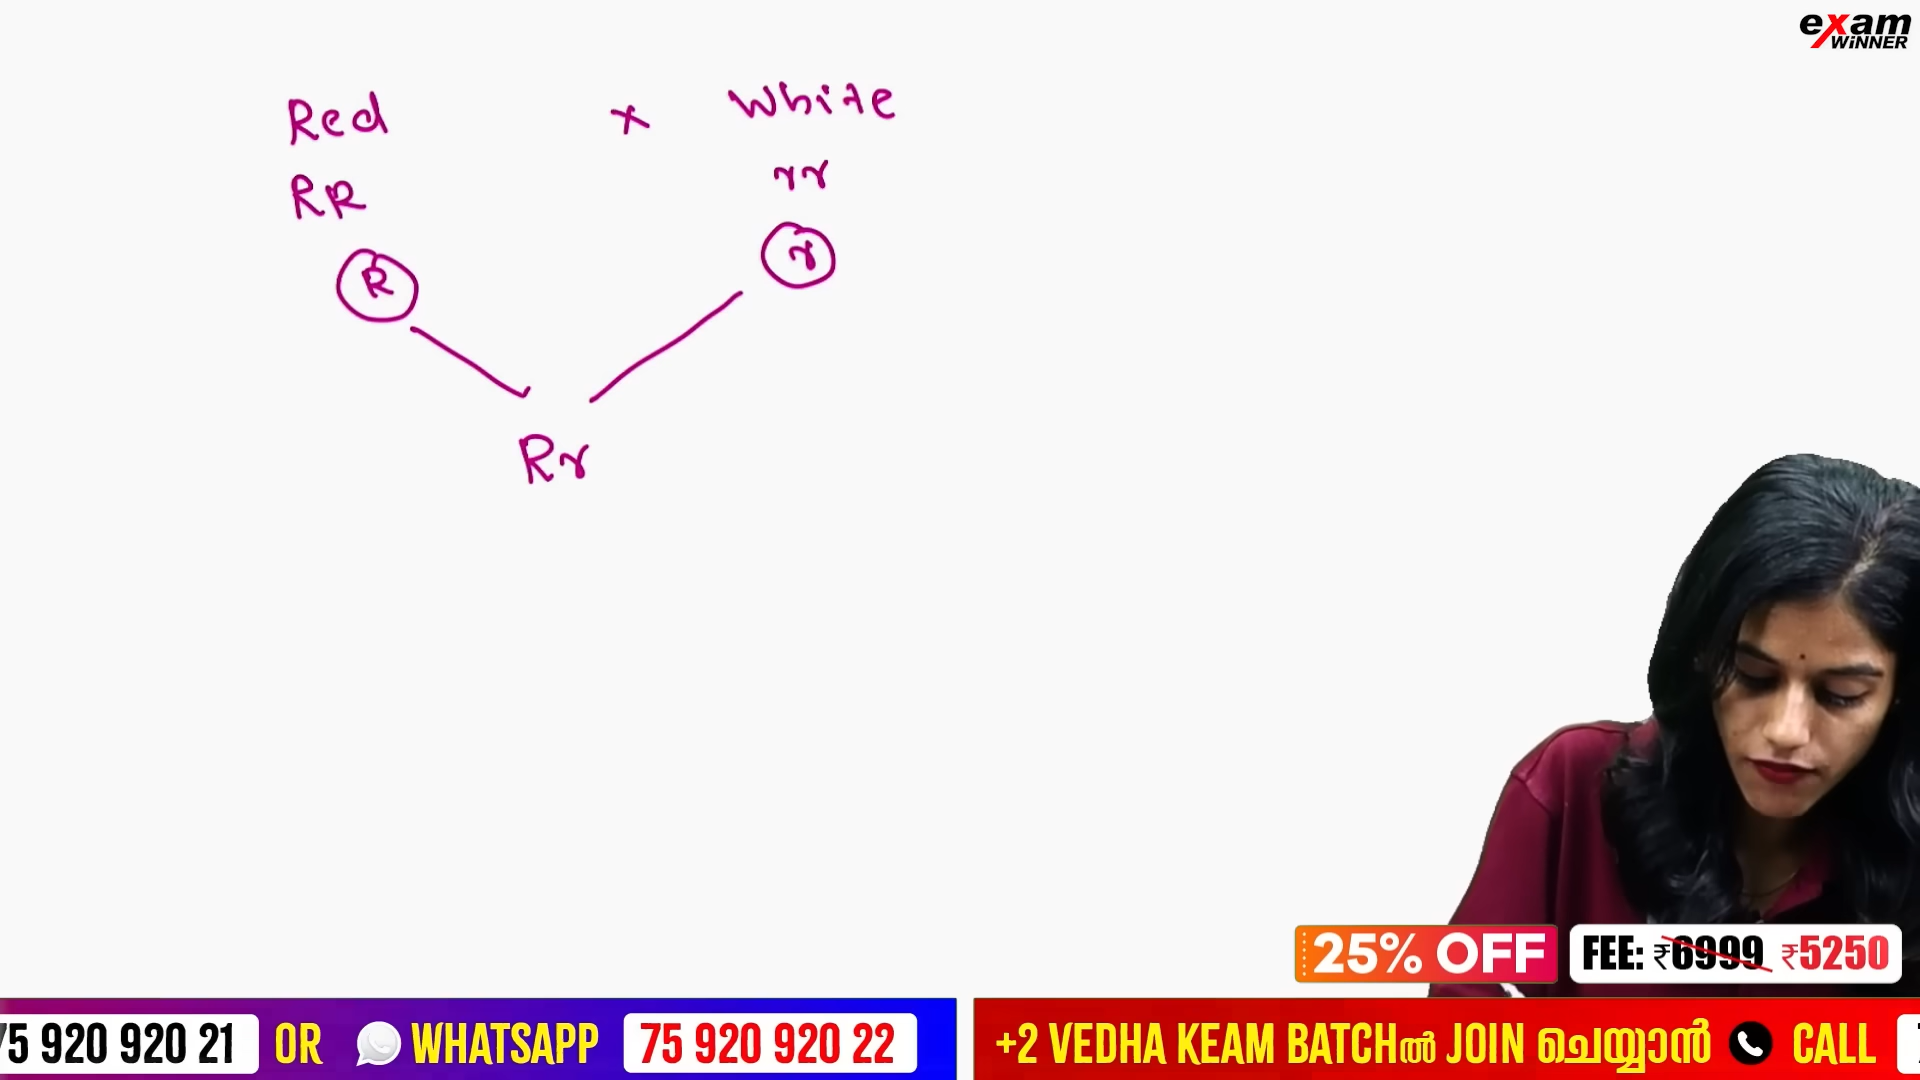 exam
WiNNER
Red x White
RR rr
R r
Rr
25% OFF FEE: ₹6999 ₹5250
75 920 920 21 OR WHATSAPP 75 920 920 22 +2 VEDHA KEAM BATCHൽ JOIN ചെയ്യാൻ CALL